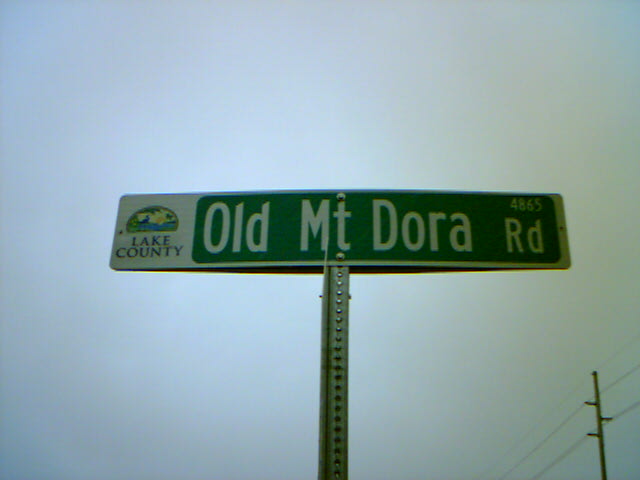 LAKE
COUNTY
Old Mt Dora Rd
4865